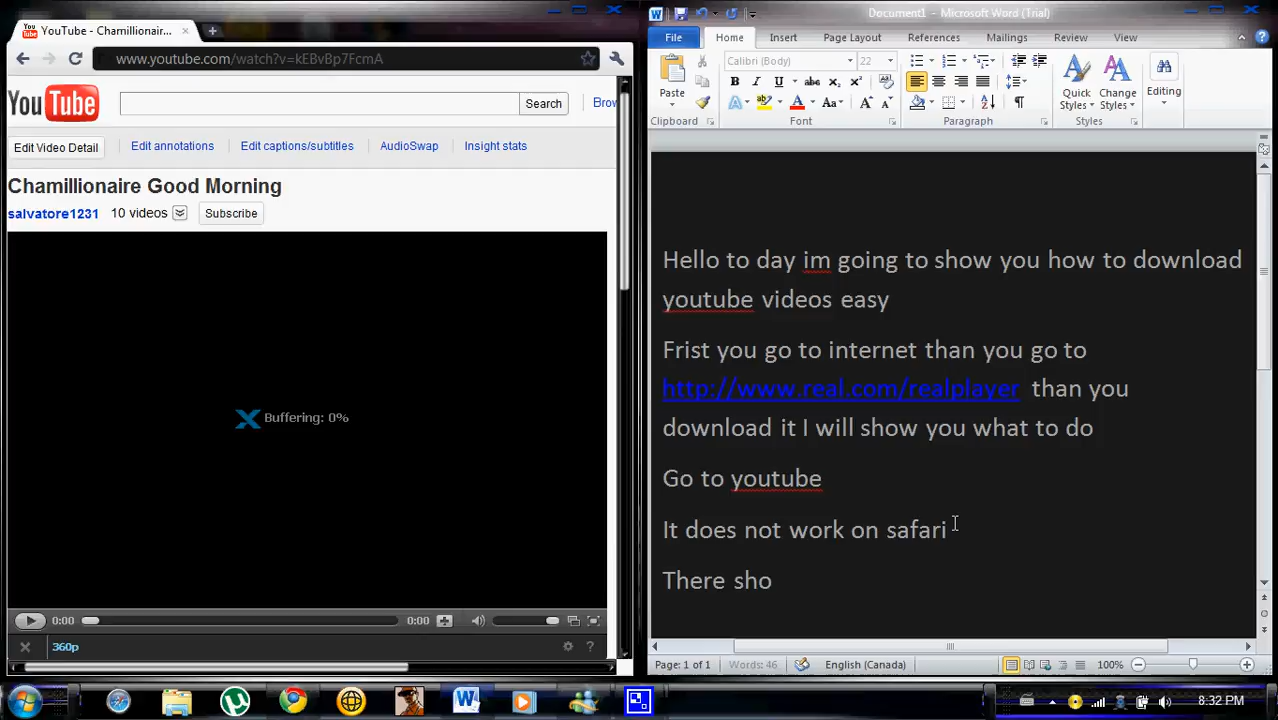 YouTube - Chamillionair...
www.youtube.com/watch?v=kEBvBp7FcmA
YouTube
Search
Brow
Edit Video Detail
Edit annotations
Edit captions/subtitles
AudioSwap
Insight stats
Chamillionaire Good Morning
salvatore1231
10 videos
Subscribe
Buffering: 0%
0:00
0:00
360p
Document1 - Microsoft Word (Trial)
File
Home
Insert
Page Layout
References
Mailings
Review
View
Paste
Calibri (Body)
22
B I U abc X₂ X²
A ab A Aa A A
Quick
Styles
Change
Styles
Editing
Clipboard
Font
Paragraph
Styles
Hello to day im going to show you how to download
youtube videos easy
Frist you go to internet than you go to
http://www.real.com/realplayer than you
download it I will show you what to do
Go to youtube
It does not work on safari
There sho
Page: 1 of 1
Words: 46
English (Canada)
100%
8:32 PM